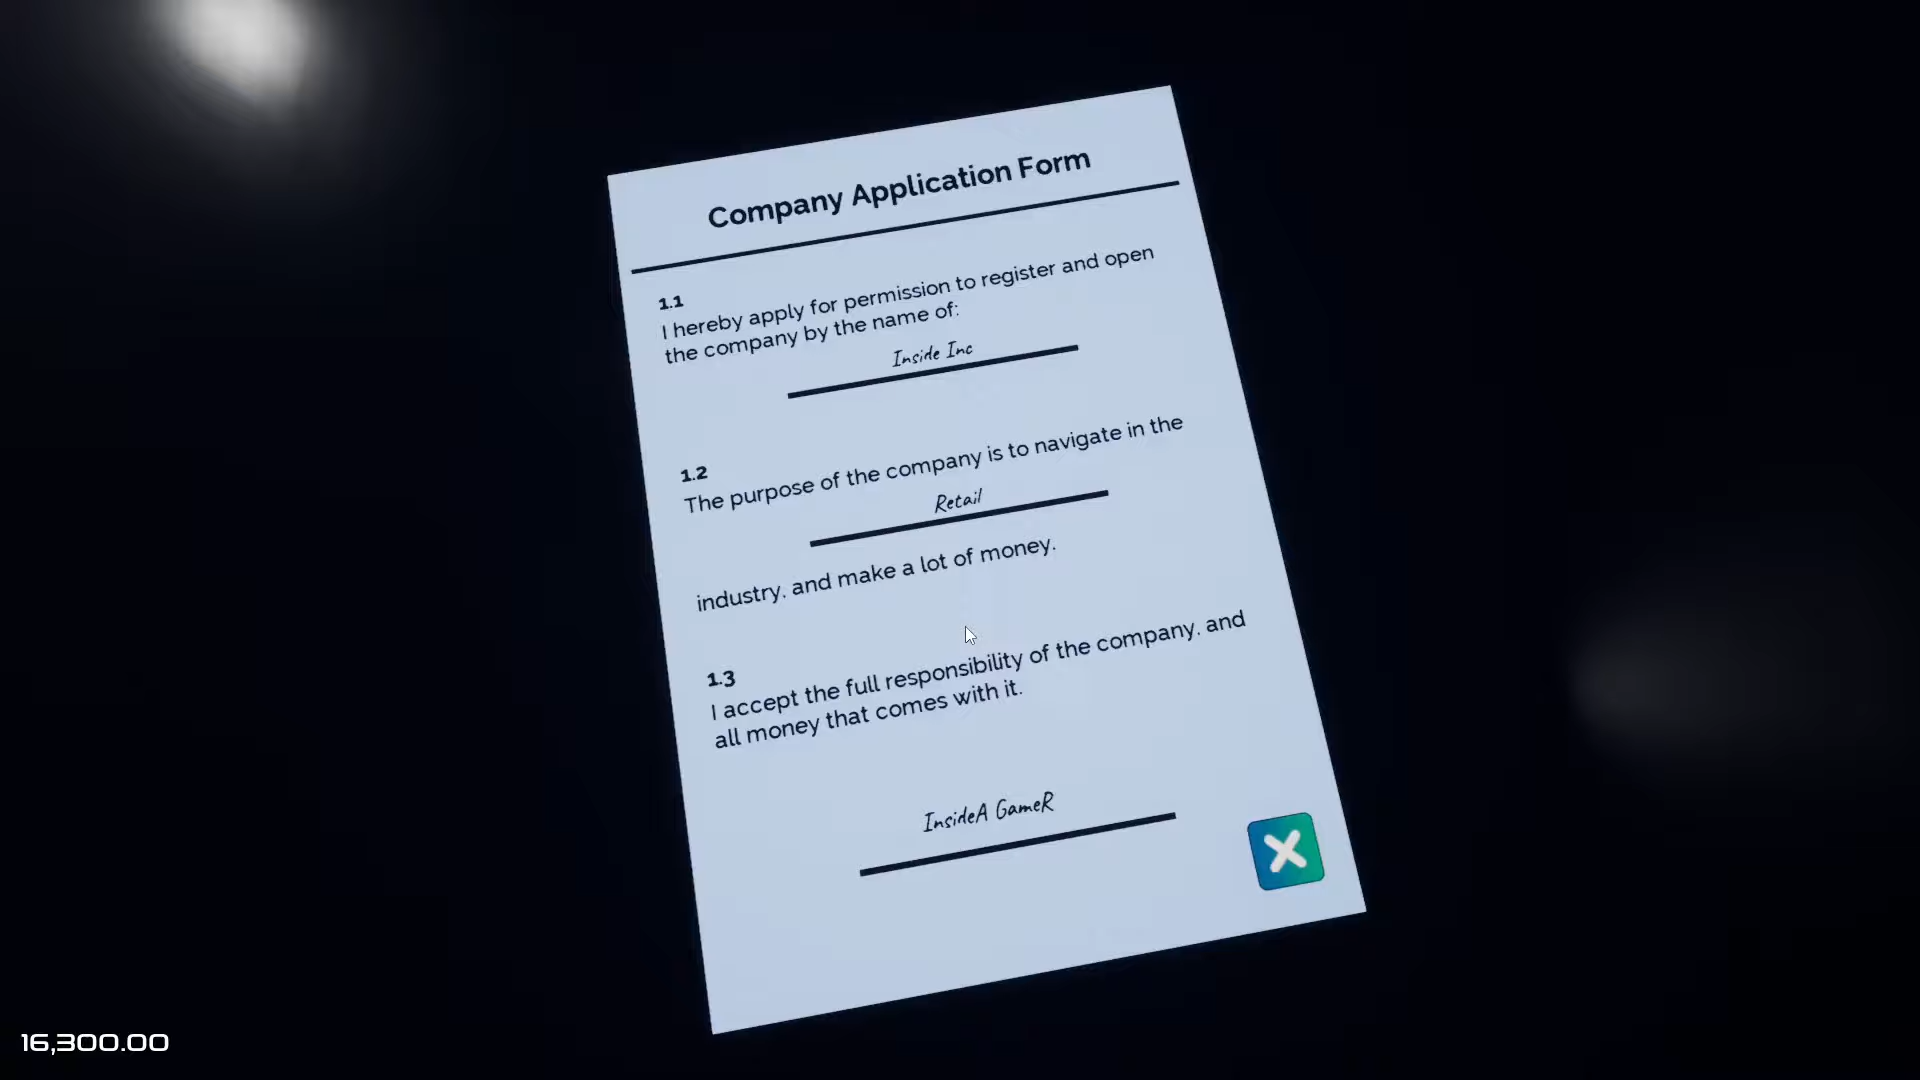 Company Application Form
1.1
I hereby apply for permission to register and open
the company by the name of:
Inside Inc
1.2
The purpose of the company is to navigate in the
Retail
industry, and make a lot of money.
1.3
I accept the full responsibility of the company, and
all money that comes with it.
InsideA GameR
16,300.00